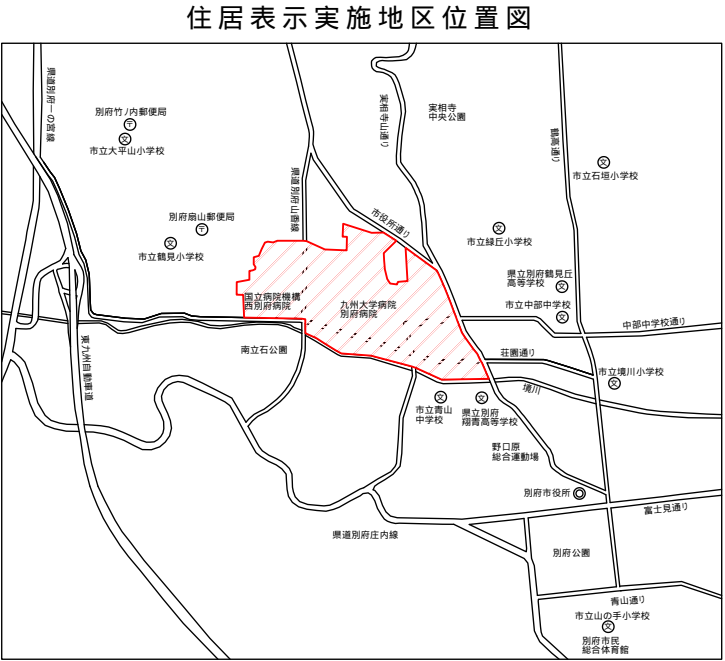 住居表示実施地区位置図
県道別府一の宮線
別府竹ノ内郵便局
〒
文
市立大平山小学校
実相寺山通り
実相寺
中央公園
鶴高通り
文
市立石垣小学校
県道別府山香線
別府扇山郵便局
〒
文
市立鶴見小学校
市役所通り
文
市立緑丘小学校
県立別府鶴見丘
高等学校
文
市立中部中学校
文
国立病院機構
西別府病院
九州大学病院
別府病院
中部中学校通り
東九州自動車道
南立石公園
荘園通り
市立境川小学校
文
境川
文
市立青山
中学校
文
県立別府
翔青高等学校
野口原
総合運動場
別府市役所
富士見通り
県道別府庄内線
別府公園
青山通り
市立山の手小学校
文
別府市民
総合体育館